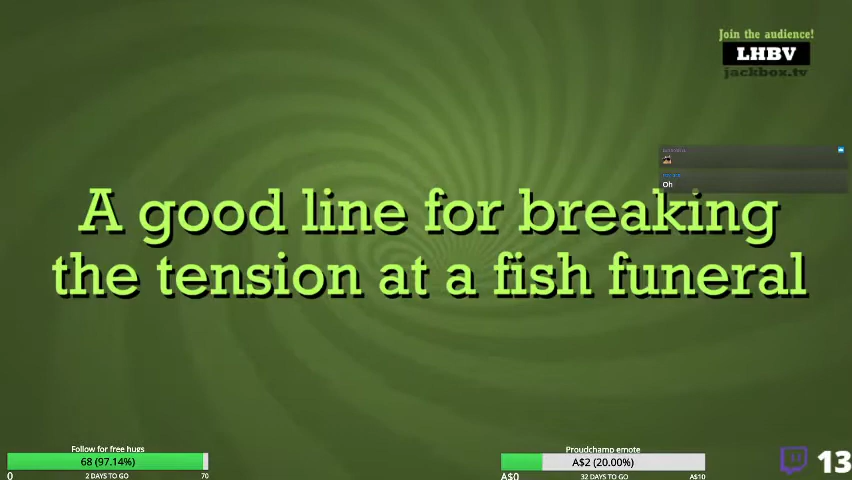 Join the audience!
LHBV
jackbox.tv
Oh
A good line for breaking
the tension at a fish funeral
Follow for free hugs
68 (97.14%)
0
2 DAYS TO GO
70
Proudchamp emote
A$2 (20.00%)
A$0
32 DAYS TO GO
A$10
13